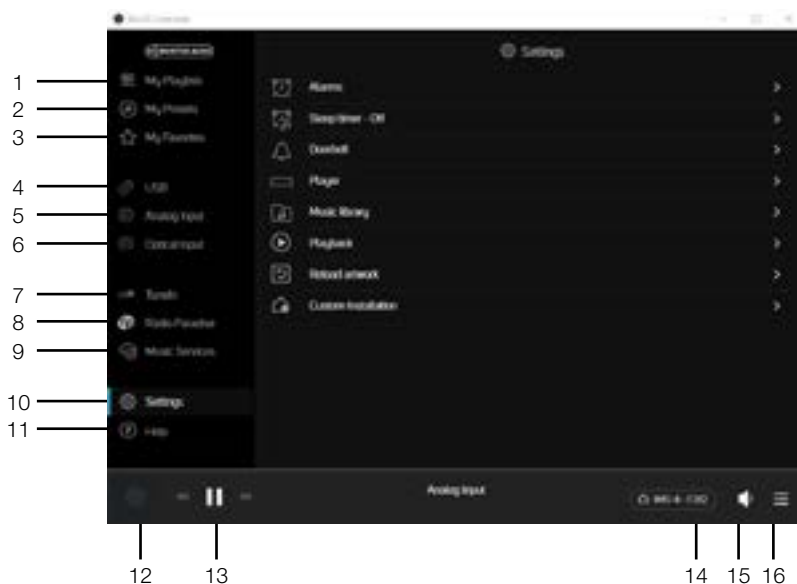 Settings
1 My Playlists
2 My Presets
3 My Favorites
4 USB
5 Analog Input
6 Optical Input
7 TuneIn
8 Radio Paradise
9 Music Services
10 Settings
11 Help
Alarms
Sleep timer - Off
Doorbell
Player
Music library
Playback
Reload artwork
Custom Installation
Analog Input
12 13 14 15 16